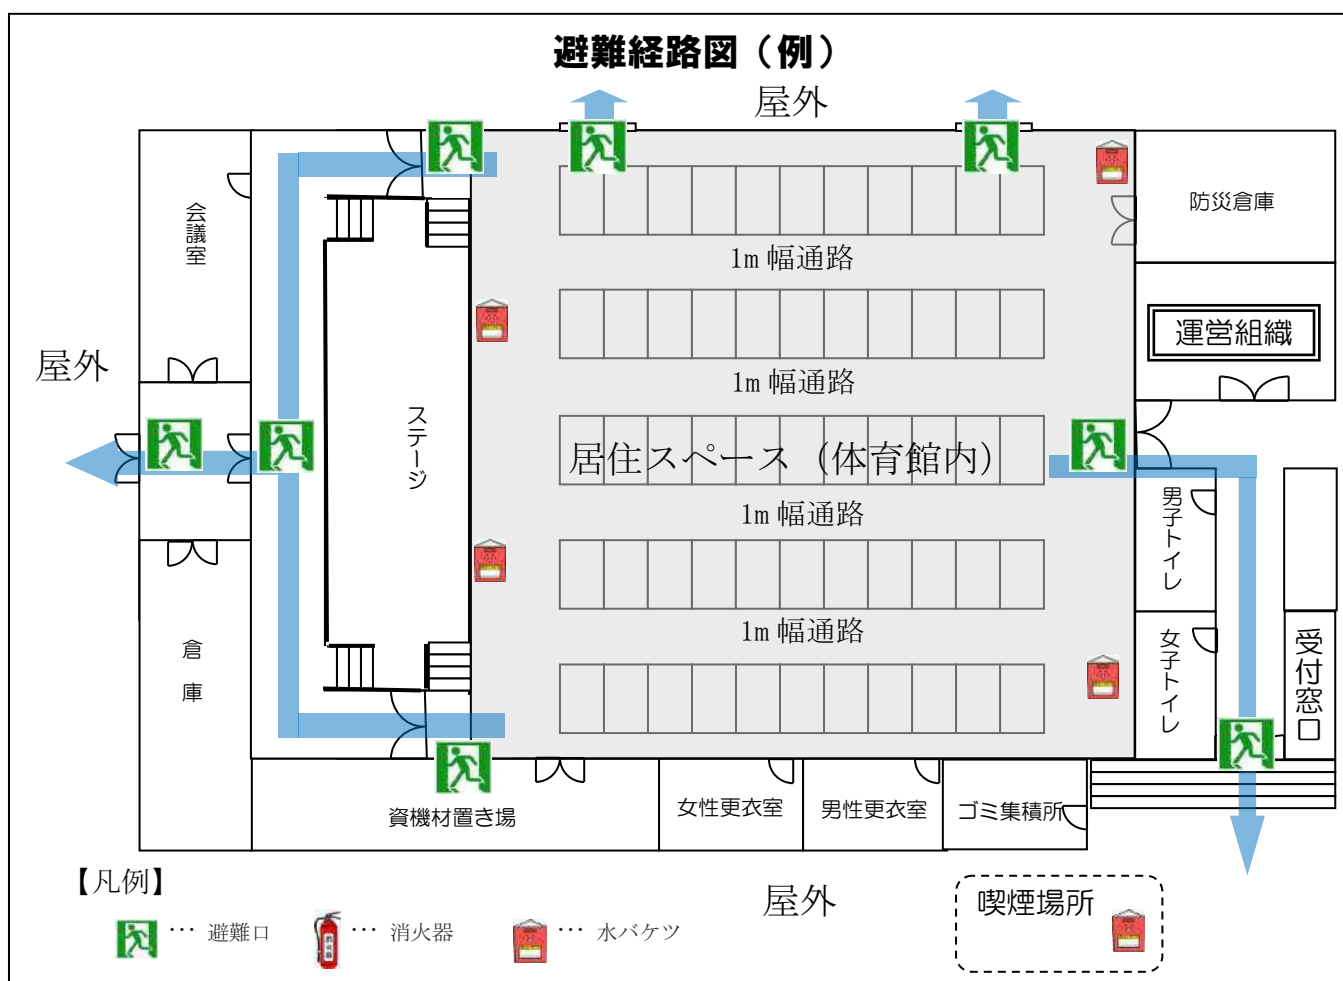 避難経路図（例）
屋外
会議室
防災倉庫
1m 幅通路
運営組織
屋外
1m 幅通路
ステージ
居住スペース（体育館内）
1m 幅通路
男子トイレ
1m 幅通路
女子トイレ
受付窓口
倉庫
資機材置き場
女性更衣室
男性更衣室
ゴミ集積所
【凡例】
屋外
喫煙場所
… 避難口
… 消火器
… 水バケツ